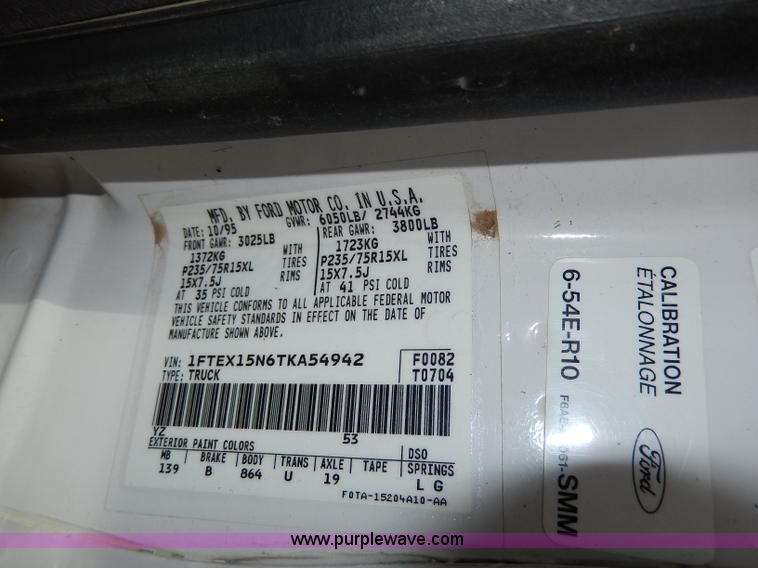 MFD. BY FORD MOTOR CO. IN U.S.A.
DATE: 10/95 GVWR: 6050LB/ 2744KG
FRONT GAWR: 3025LB REAR GAWR: 3800LB
1372KG WITH 1723KG WITH
P235/75R15XL TIRES P235/75R15XL TIRES
15X7.5J RIMS 15X7.5J RIMS
AT 35 PSI COLD AT 41 PSI COLD
THIS VEHICLE CONFORMS TO ALL APPLICABLE FEDERAL MOTOR
VEHICLE SAFETY STANDARDS IN EFFECT ON THE DATE OF
MANUFACTURE SHOWN ABOVE.
VIN: 1FTEX15N6TKA54942 F0082
TYPE: TRUCK T0704
YZ 53
EXTERIOR PAINT COLORS DSO
WB BRAKE BODY TRANS AXLE TAPE SPRINGS
139 B 864 U 19 L G
F0TA-15204A10-AA
CALIBRATION
ÉTALONNAGE
6-54E-R10
SMM
Ford
www.purplewave.com